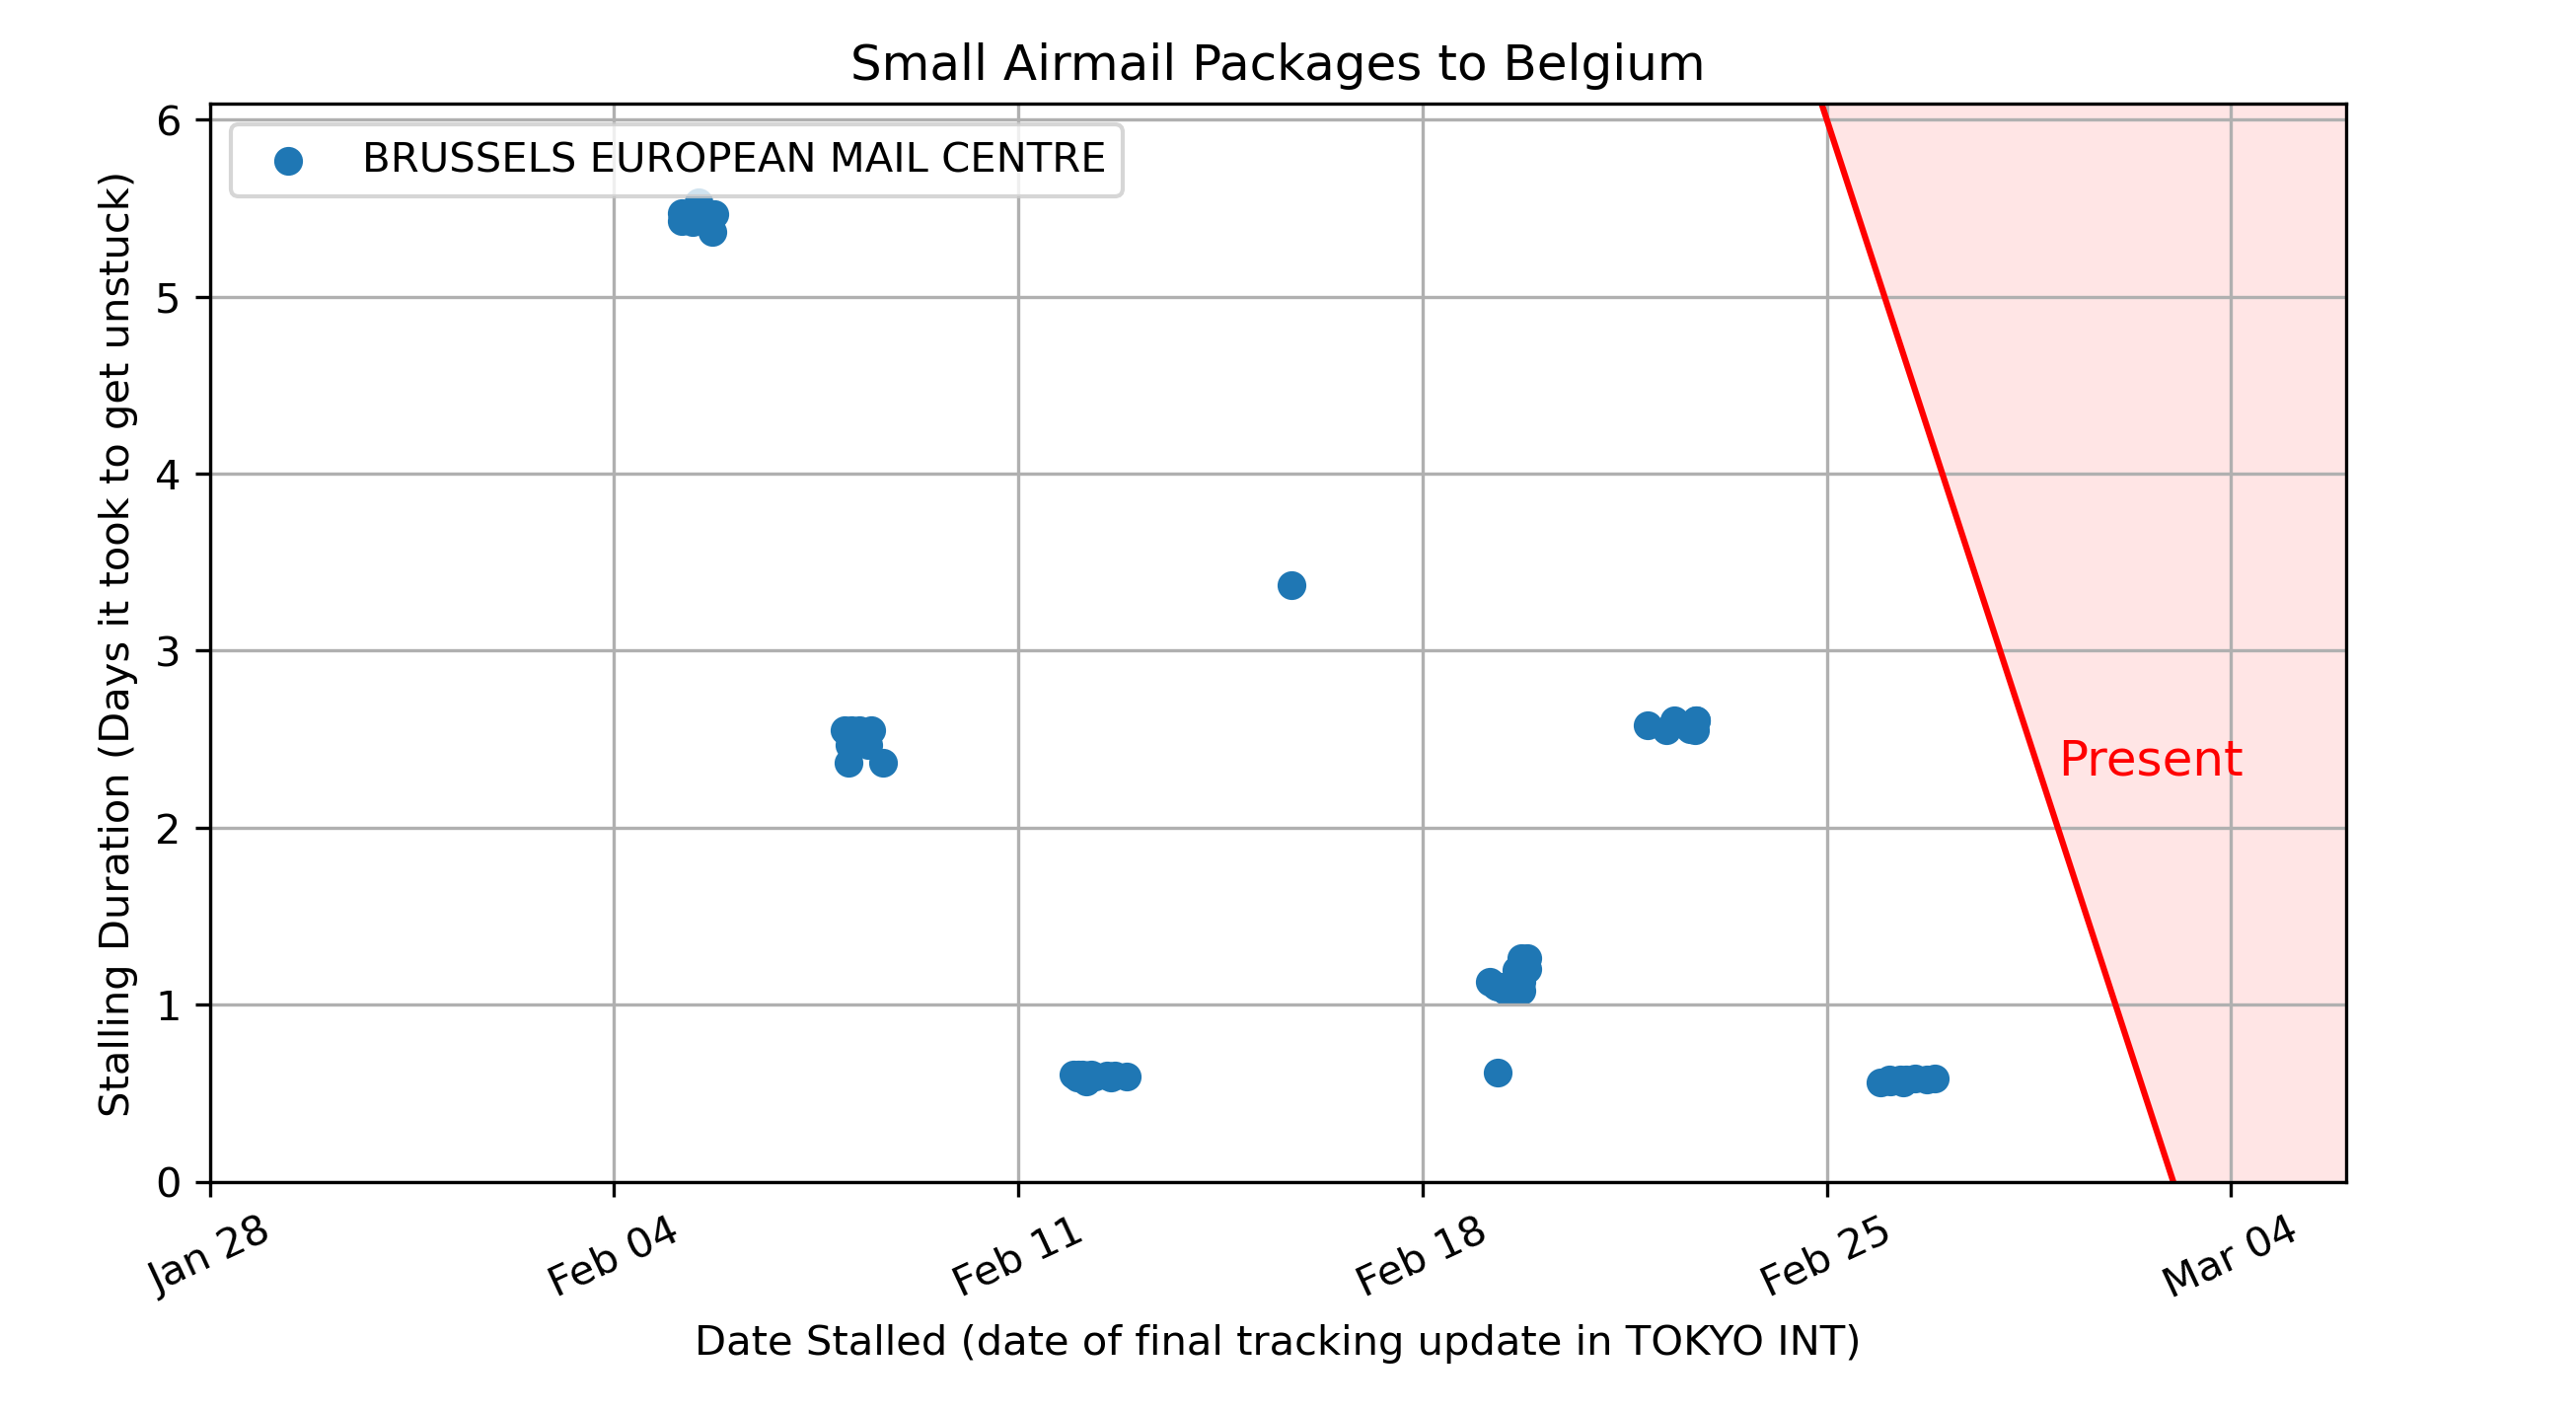 Small Airmail Packages to Belgium
BRUSSELS EUROPEAN MAIL CENTRE
Stalling Duration (Days it took to get unstuck)
6
5
4
3
2
1
0
Present
Jan 28
Feb 04
Feb 11
Feb 18
Feb 25
Mar 04
Date Stalled (date of final tracking update in TOKYO INT)